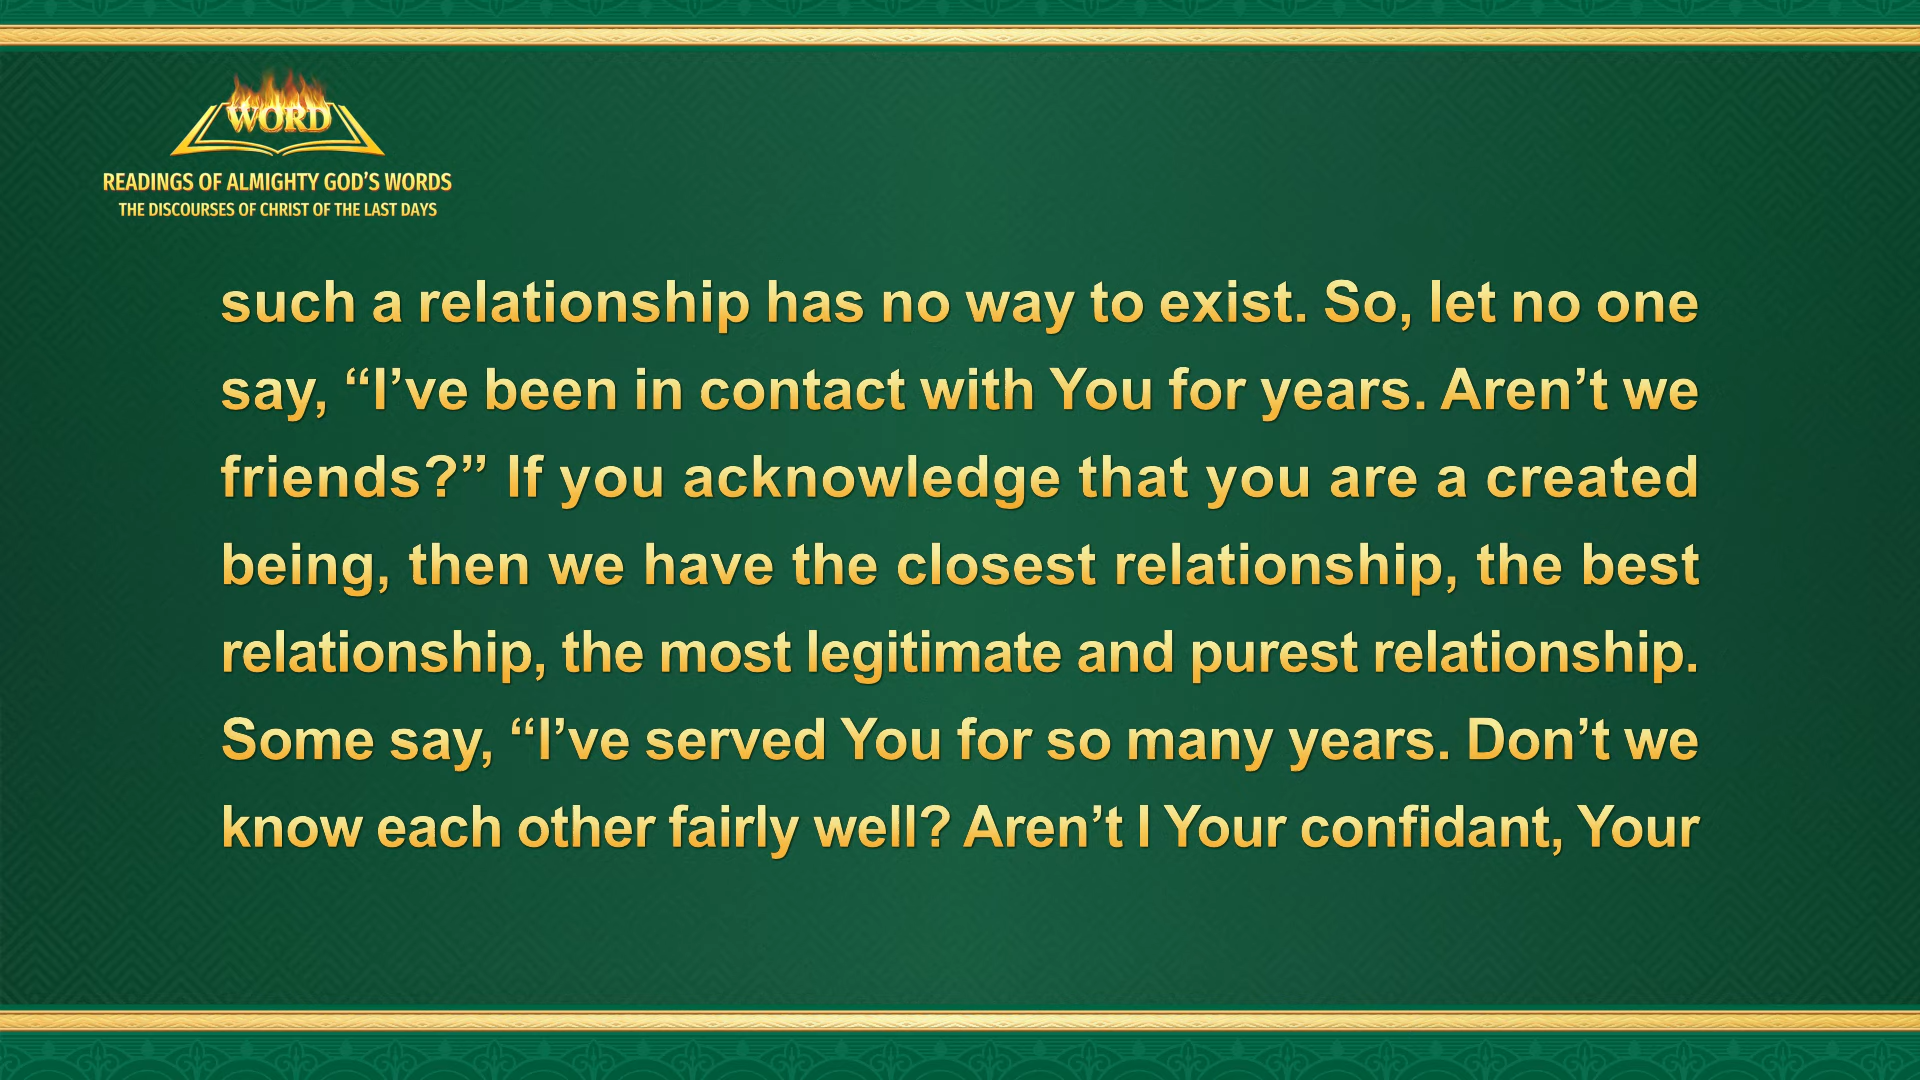 WORD
READINGS OF ALMIGHTY GOD’S WORDS
THE DISCOURSES OF CHRIST OF THE LAST DAYS
such a relationship has no way to exist. So, let no one
say, “I’ve been in contact with You for years. Aren’t we
friends?” If you acknowledge that you are a created
being, then we have the closest relationship, the best
relationship, the most legitimate and purest relationship.
Some say, “I’ve served You for so many years. Don’t we
know each other fairly well? Aren’t I Your confidant, Your